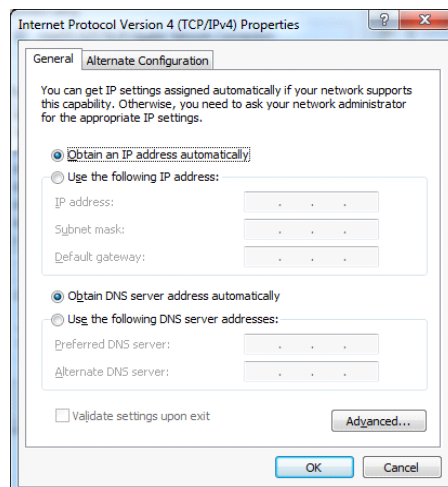 Internet Protocol Version 4 (TCP/IPv4) Properties
?
General
Alternate Configuration
You can get IP settings assigned automatically if your network supports
this capability. Otherwise, you need to ask your network administrator
for the appropriate IP settings.
Obtain an IP address automatically
Use the following IP address:
IP address:
Subnet mask:
Default gateway:
Obtain DNS server address automatically
Use the following DNS server addresses:
Preferred DNS server:
Alternate DNS server:
Validate settings upon exit
Advanced...
OK
Cancel